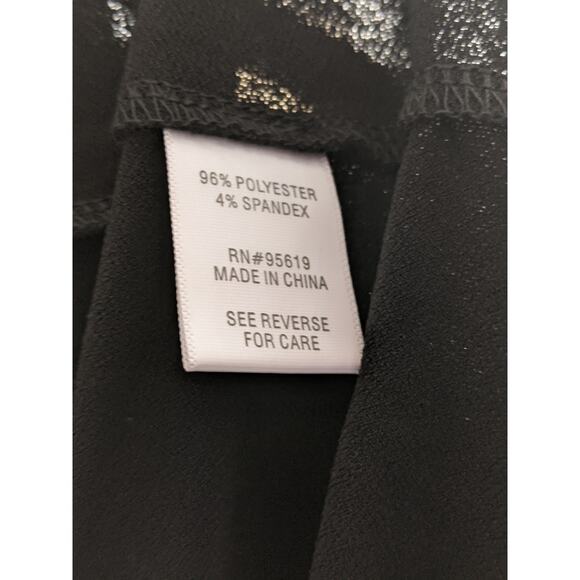 96% POLYESTER
4% SPANDEX
RN#95619
MADE IN CHINA
SEE REVERSE
FOR CARE